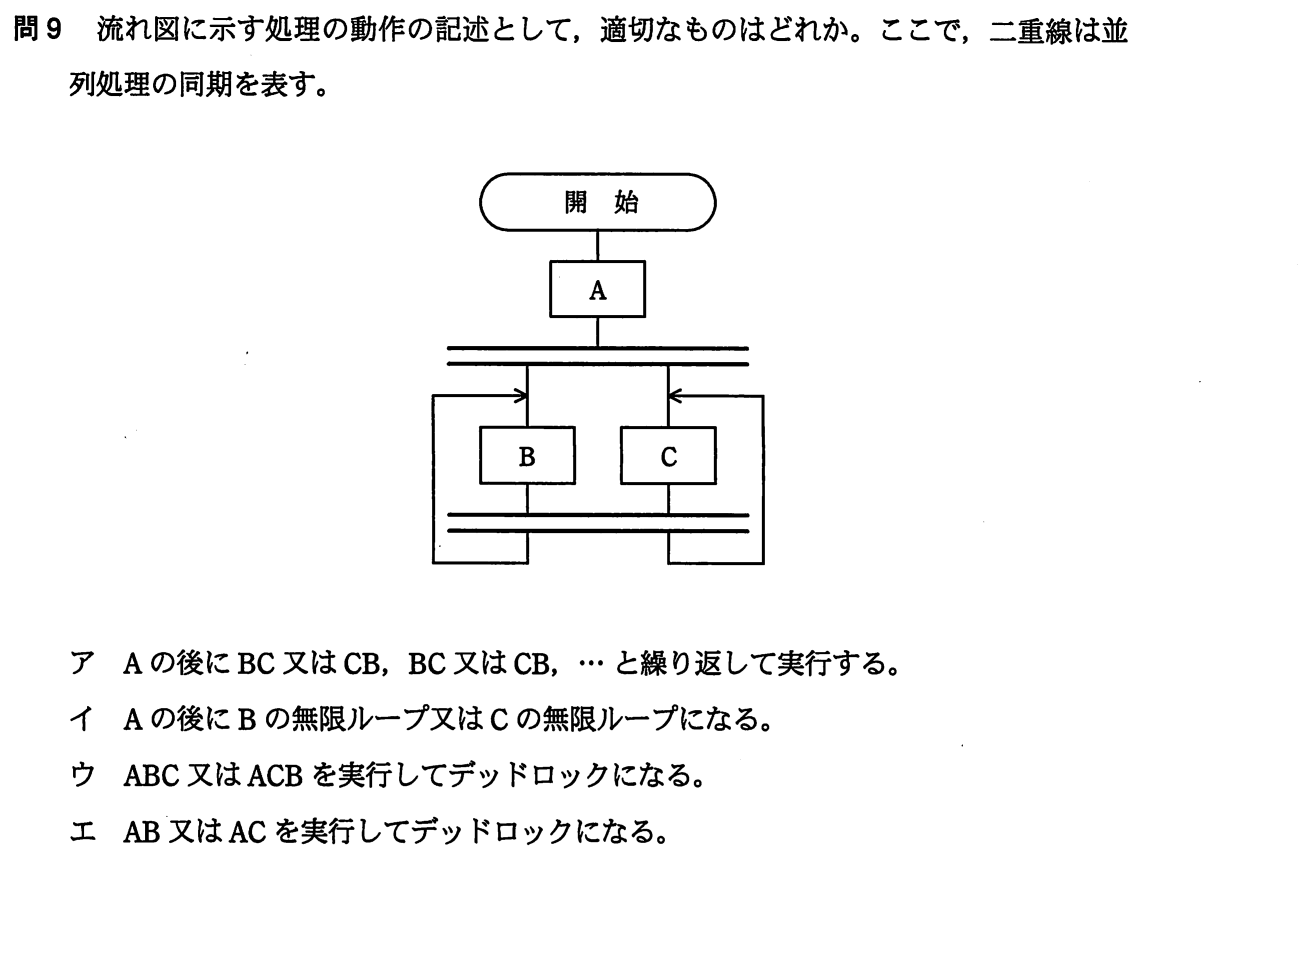 問9 流れ図に示す処理の動作の記述として，適切なものはどれか。ここで，二重線は並
列処理の同期を表す。
開 始
A
B C
ア A の後に BC 又は CB，BC 又は CB，… と繰り返して実行する。
イ A の後に B の無限ループ又は C の無限ループになる。
ウ ABC 又は ACB を実行してデッドロックになる。
エ AB 又は AC を実行してデッドロックになる。